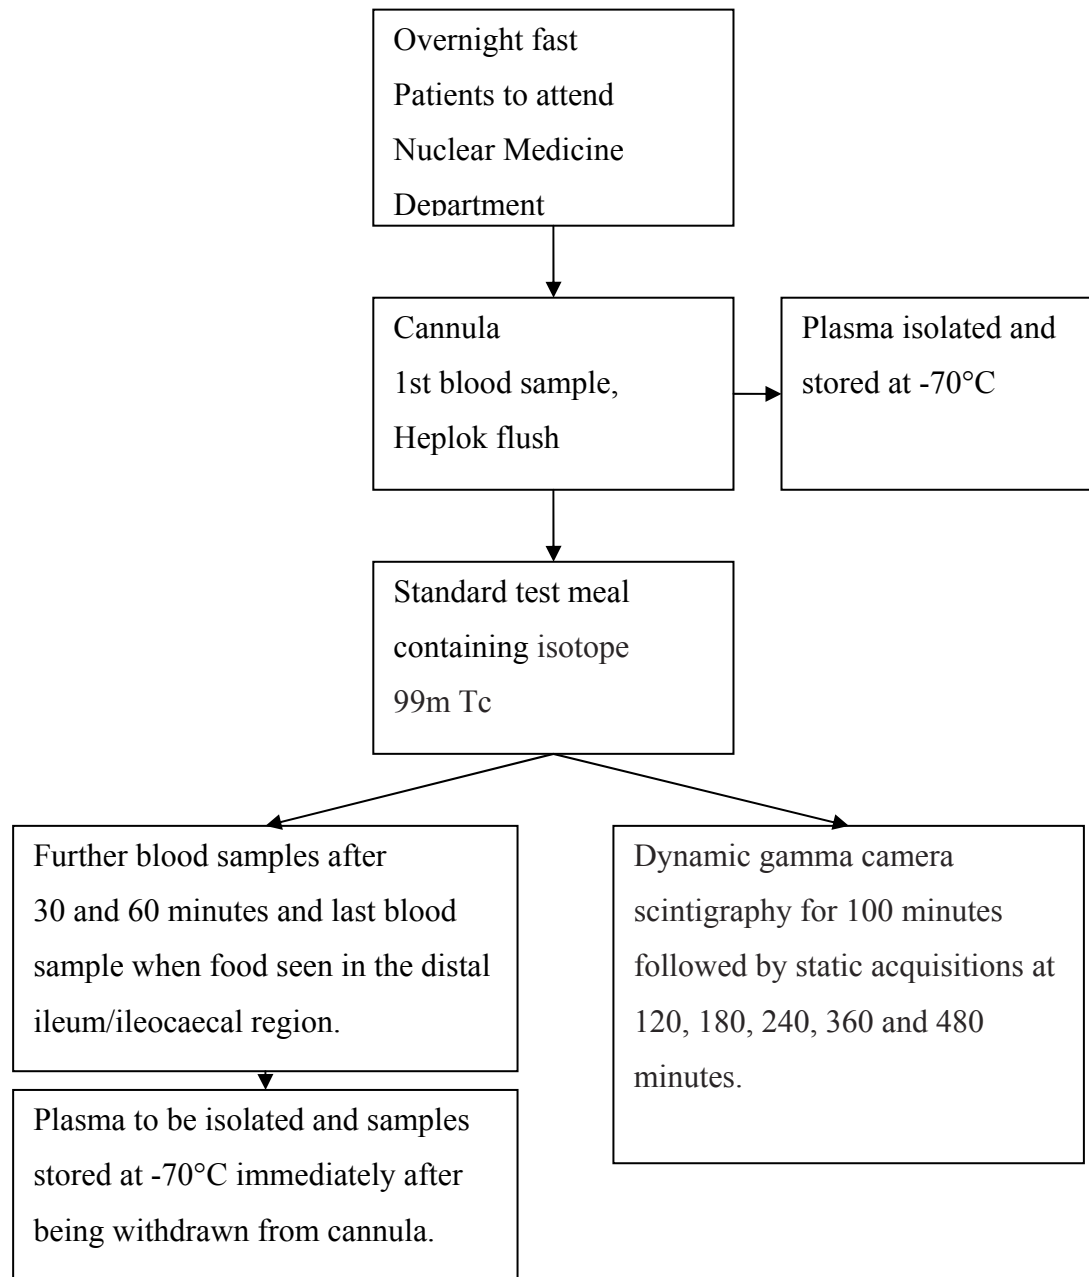 Overnight fast
Patients to attend
Nuclear Medicine
Department
Cannula
1st blood sample,
Heplok flush
Plasma isolated and
stored at -70°C
Standard test meal
containing isotope
99m Tc
Further blood samples after
30 and 60 minutes and last blood
sample when food seen in the distal
ileum/ileocaecal region.
Dynamic gamma camera
scintigraphy for 100 minutes
followed by static acquisitions at
120, 180, 240, 360 and 480
minutes.
Plasma to be isolated and samples
stored at -70°C immediately after
being withdrawn from cannula.